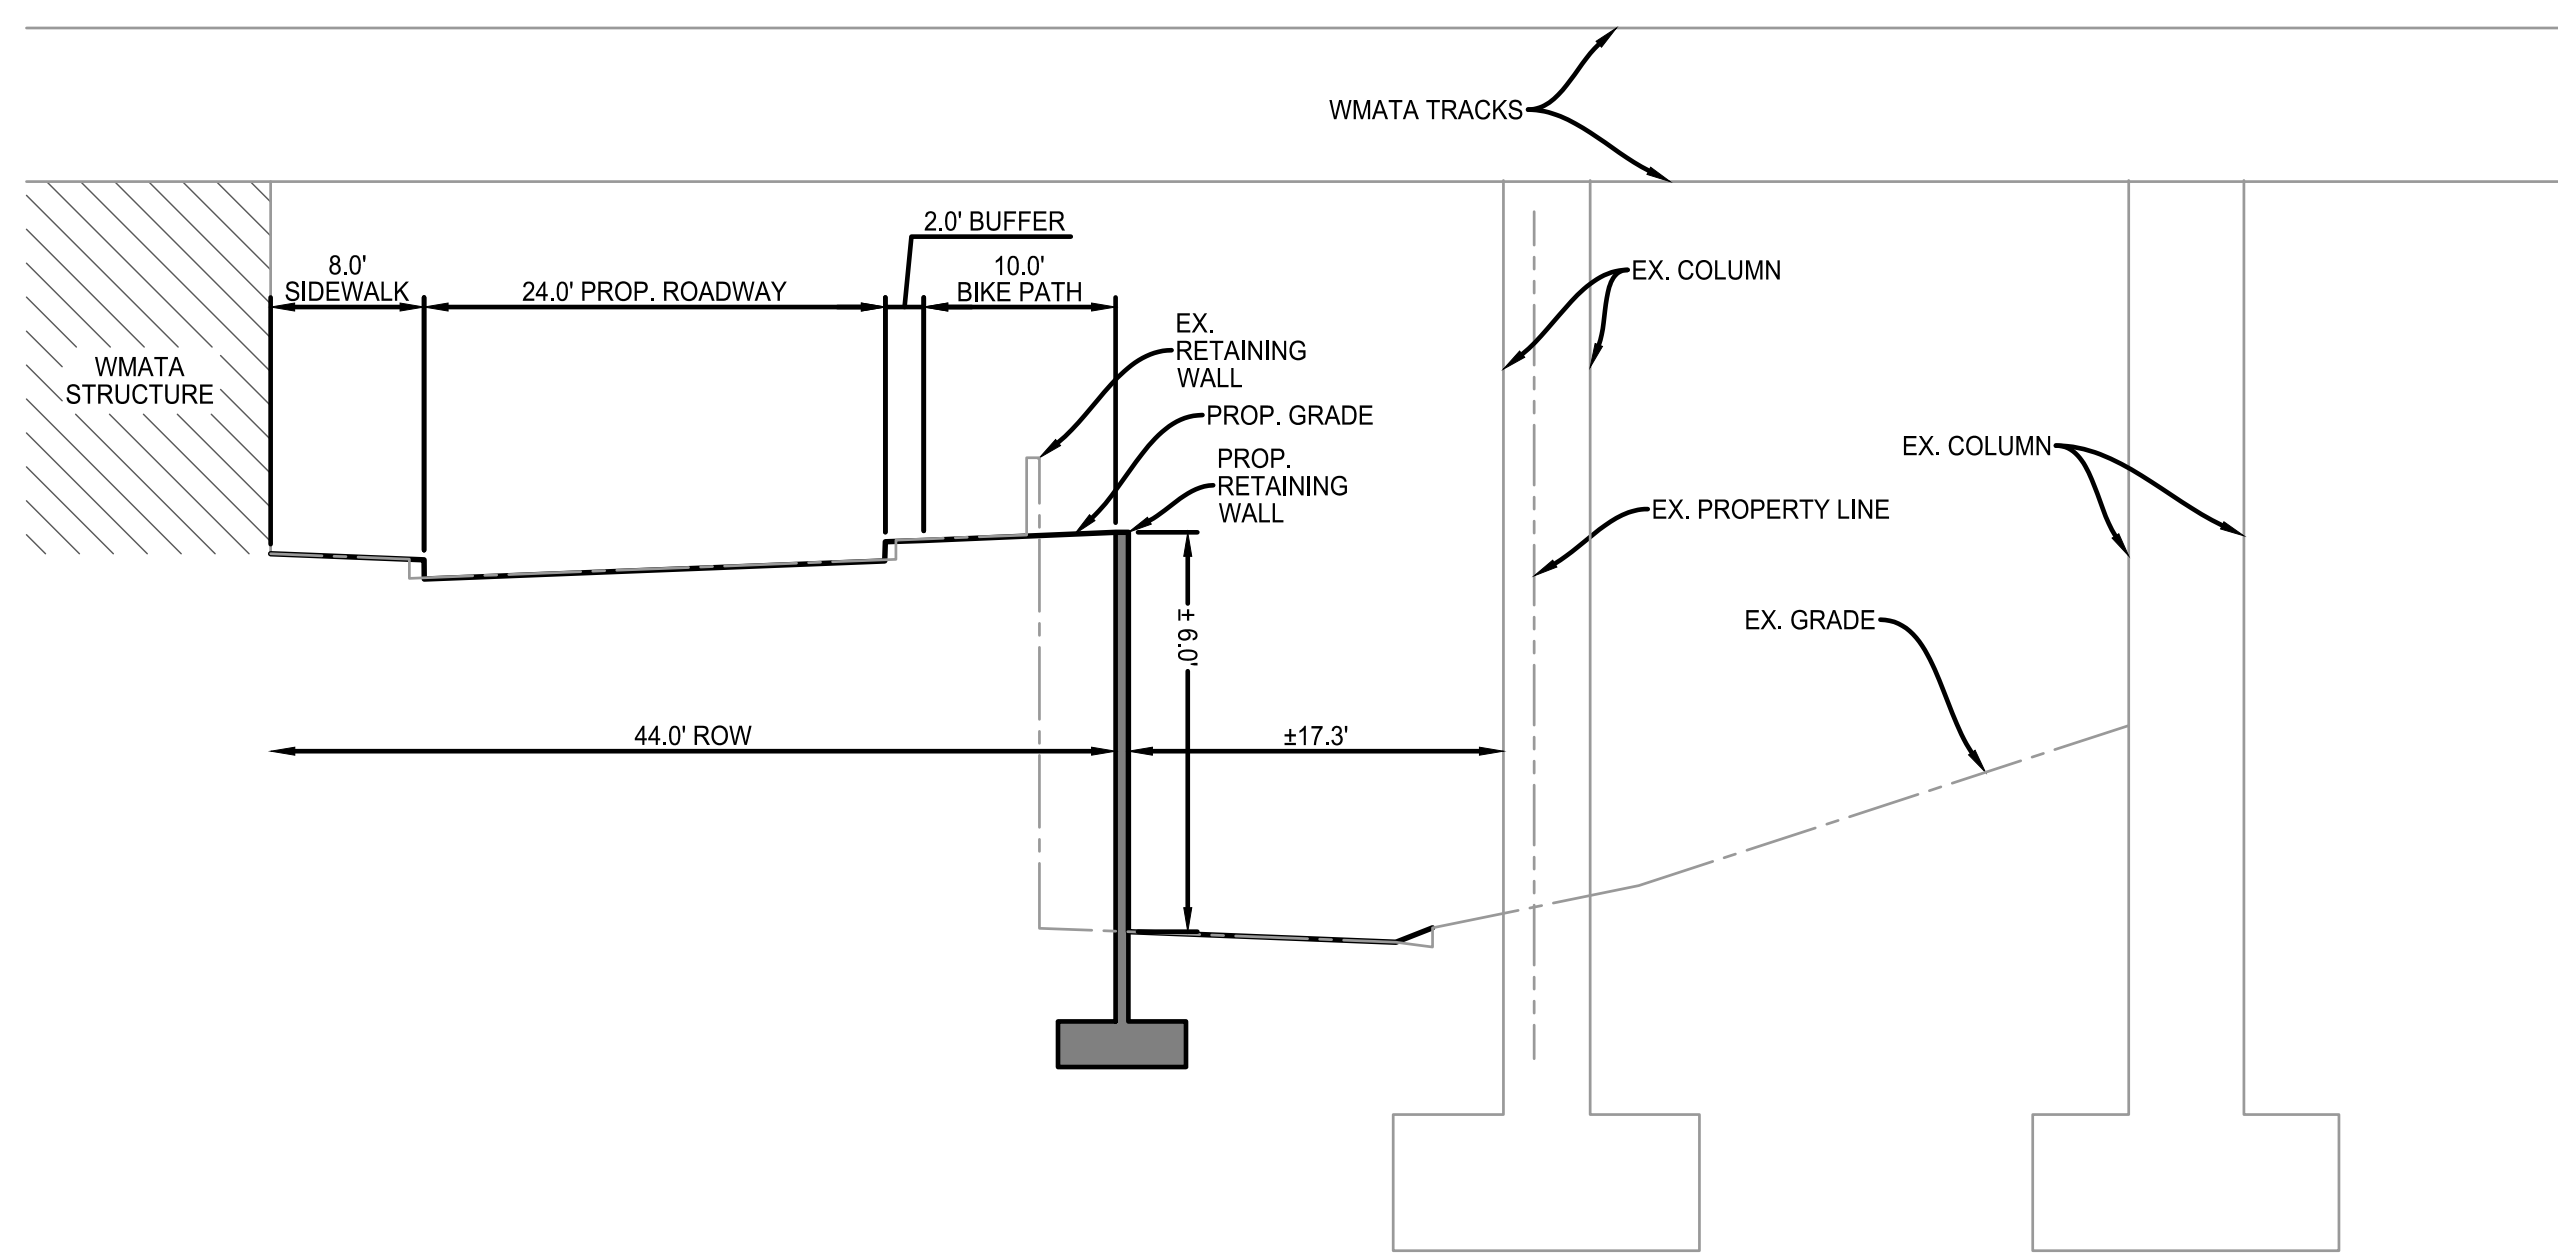 WMATA TRACKS
2.0' BUFFER
8.0'
SIDEWALK
24.0' PROP. ROADWAY
10.0'
BIKE PATH
EX. COLUMN
EX.
RETAINING
WALL
WMATA
STRUCTURE
PROP. GRADE
EX. COLUMN
PROP.
RETAINING
WALL
EX. PROPERTY LINE
EX. GRADE
± 6.0'
44.0' ROW
±17.3'